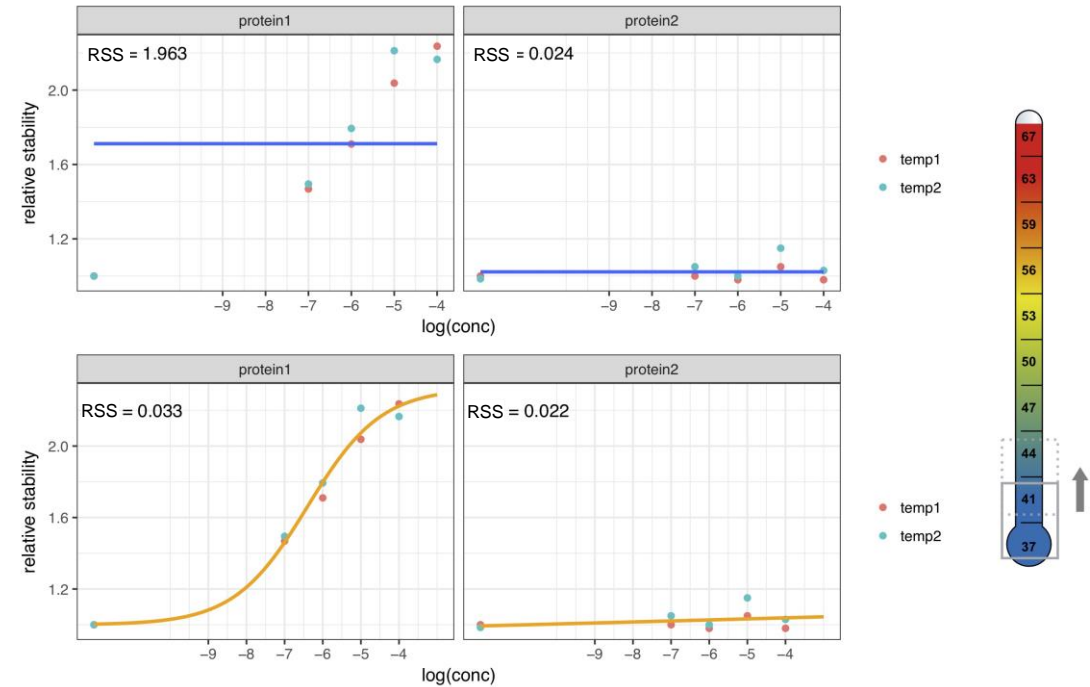 protein1
protein2
RSS = 1.963
RSS = 0.024
relative stability
2.0
1.6
1.2
−9 −8 −7 −6 −5 −4
−9 −8 −7 −6 −5 −4
log(conc)
temp1
temp2
protein1
protein2
RSS = 0.033
RSS = 0.022
relative stability
2.0
1.6
1.2
−9 −8 −7 −6 −5 −4
−9 −8 −7 −6 −5 −4
log(conc)
temp1
temp2
67
63
59
56
53
50
47
44
41
37